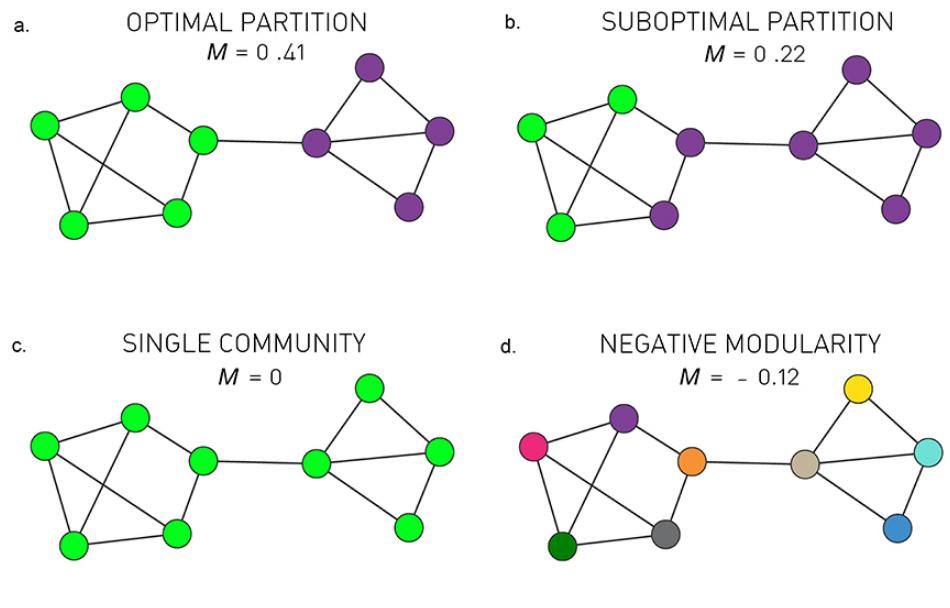 a.
OPTIMAL PARTITION
M = 0 .41
b.
SUBOPTIMAL PARTITION
M = 0 .22
c.
SINGLE COMMUNITY
M = 0
d.
NEGATIVE MODULARITY
M = - 0.12